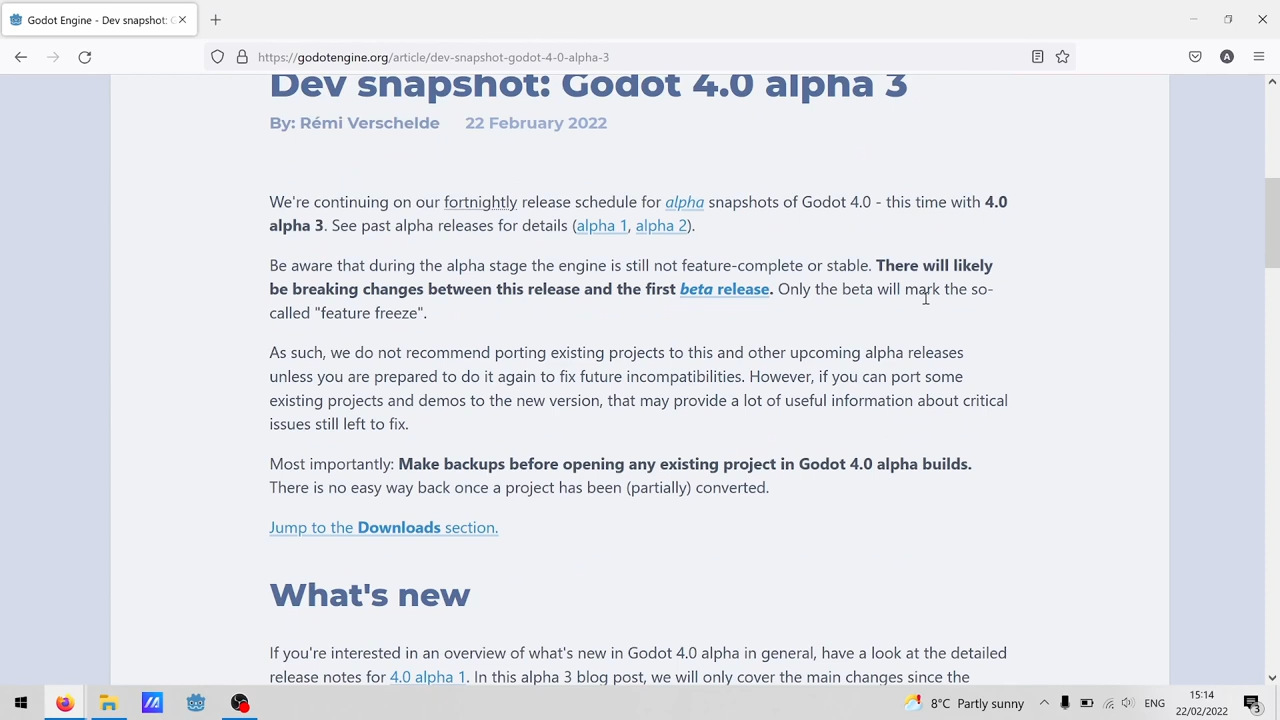 Godot Engine - Dev snapshot: G
https://godotengine.org/article/dev-snapshot-godot-4-0-alpha-3
Dev snapshot: Godot 4.0 alpha 3
By: Rémi Verschelde 22 February 2022
We're continuing on our fortnightly release schedule for alpha snapshots of Godot 4.0 - this time with 4.0
alpha 3. See past alpha releases for details (alpha 1, alpha 2).
Be aware that during the alpha stage the engine is still not feature-complete or stable. There will likely
be breaking changes between this release and the first beta release. Only the beta will mark the so-
called "feature freeze".
As such, we do not recommend porting existing projects to this and other upcoming alpha releases
unless you are prepared to do it again to fix future incompatibilities. However, if you can port some
existing projects and demos to the new version, that may provide a lot of useful information about critical
issues still left to fix.
Most importantly: Make backups before opening any existing project in Godot 4.0 alpha builds.
There is no easy way back once a project has been (partially) converted.
Jump to the Downloads section.
What's new
If you're interested in an overview of what's new in Godot 4.0 alpha in general, have a look at the detailed
release notes for 4.0 alpha 1. In this alpha 3 blog post, we will only cover the main changes since the
8°C Partly sunny
ENG
15:14
22/02/2022
3
A